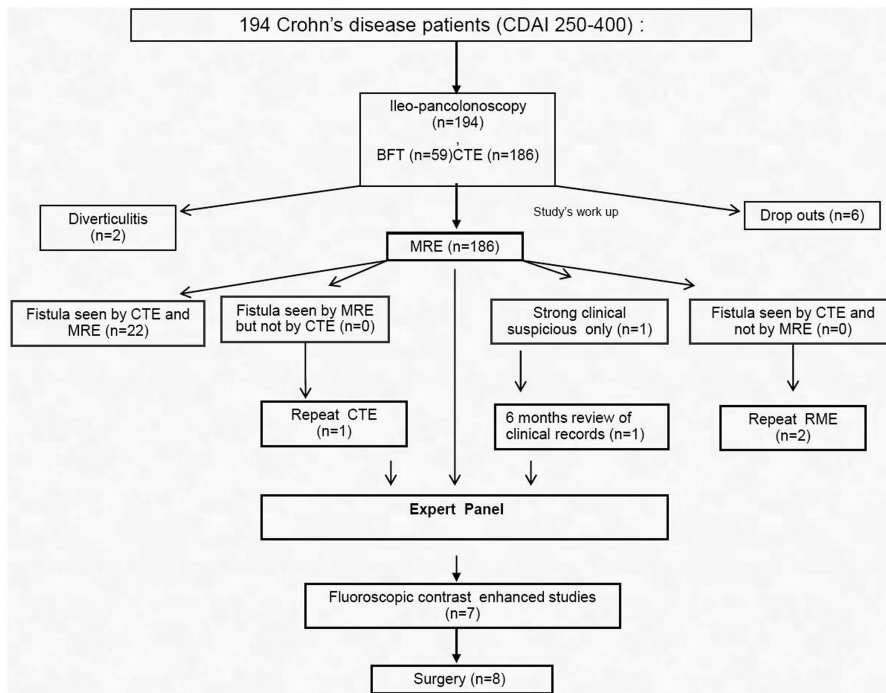 194 Crohn's disease patients (CDAI 250-400) :
Ileo-pancolonoscopy
(n=194)
,
BFT (n=59)CTE (n=186)
Diverticulitis
(n=2)
Study's work up
Drop outs (n=6)
MRE (n=186)
Fistula seen by CTE and
MRE (n=22)
Fistula seen by MRE
but not by CTE (n=0)
Strong clinical
suspicious only (n=1)
Fistula seen by CTE and
not by MRE (n=0)
Repeat CTE
(n=1)
6 months review of
clinical records (n=1)
Repeat RME
(n=2)
Expert Panel
Fluoroscopic contrast enhanced studies
(n=7)
Surgery (n=8)